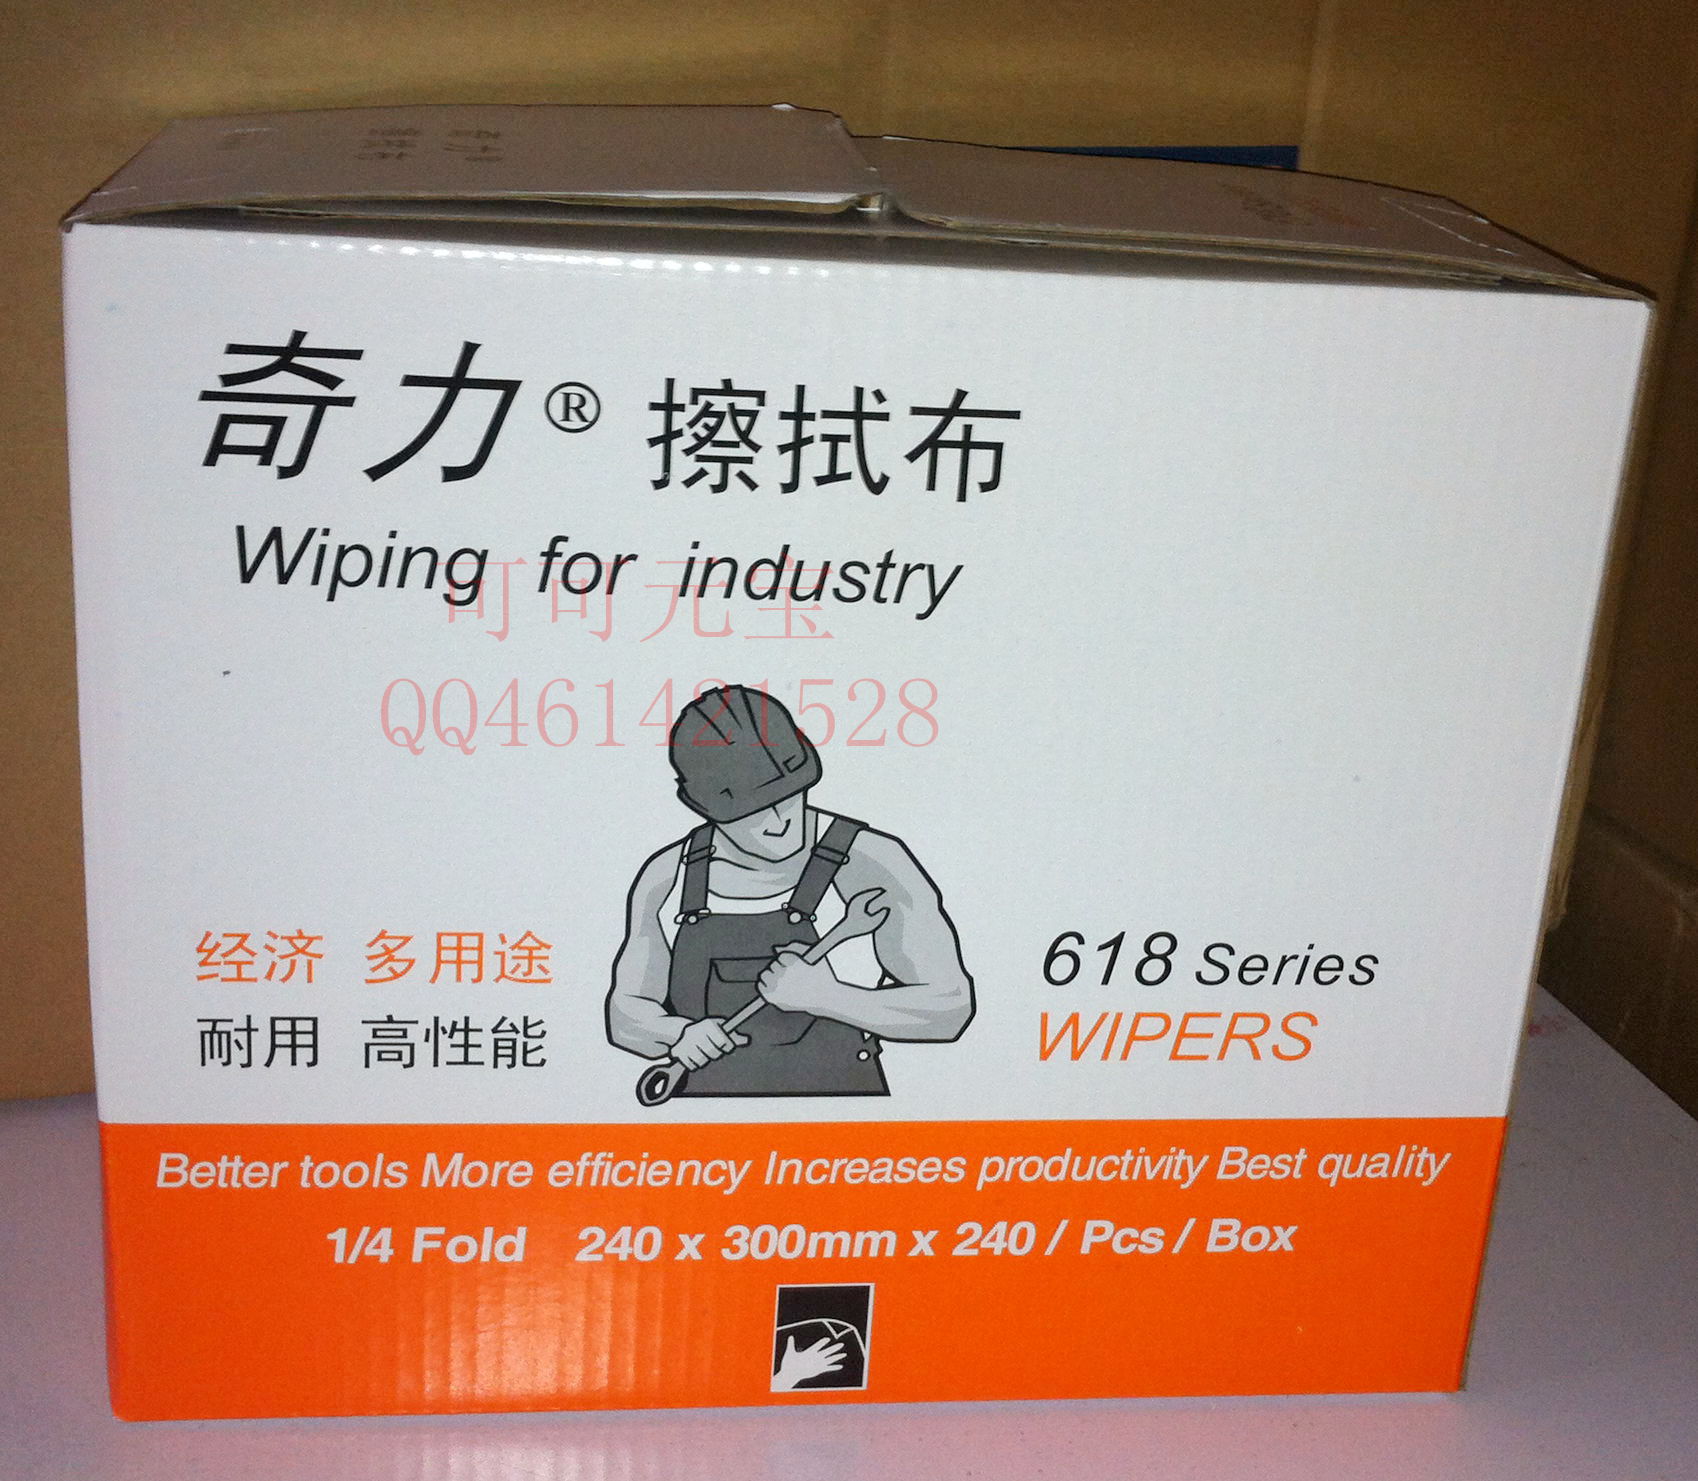 奇力® 擦拭布
Wiping for industry
可可元宝
QQ461421528
经济 多用途
耐用 高性能
618 Series
WIPERS
Better tools More efficiency Increases productivity Best quality
1/4 Fold 240 x 300mm x 240 / Pcs / Box